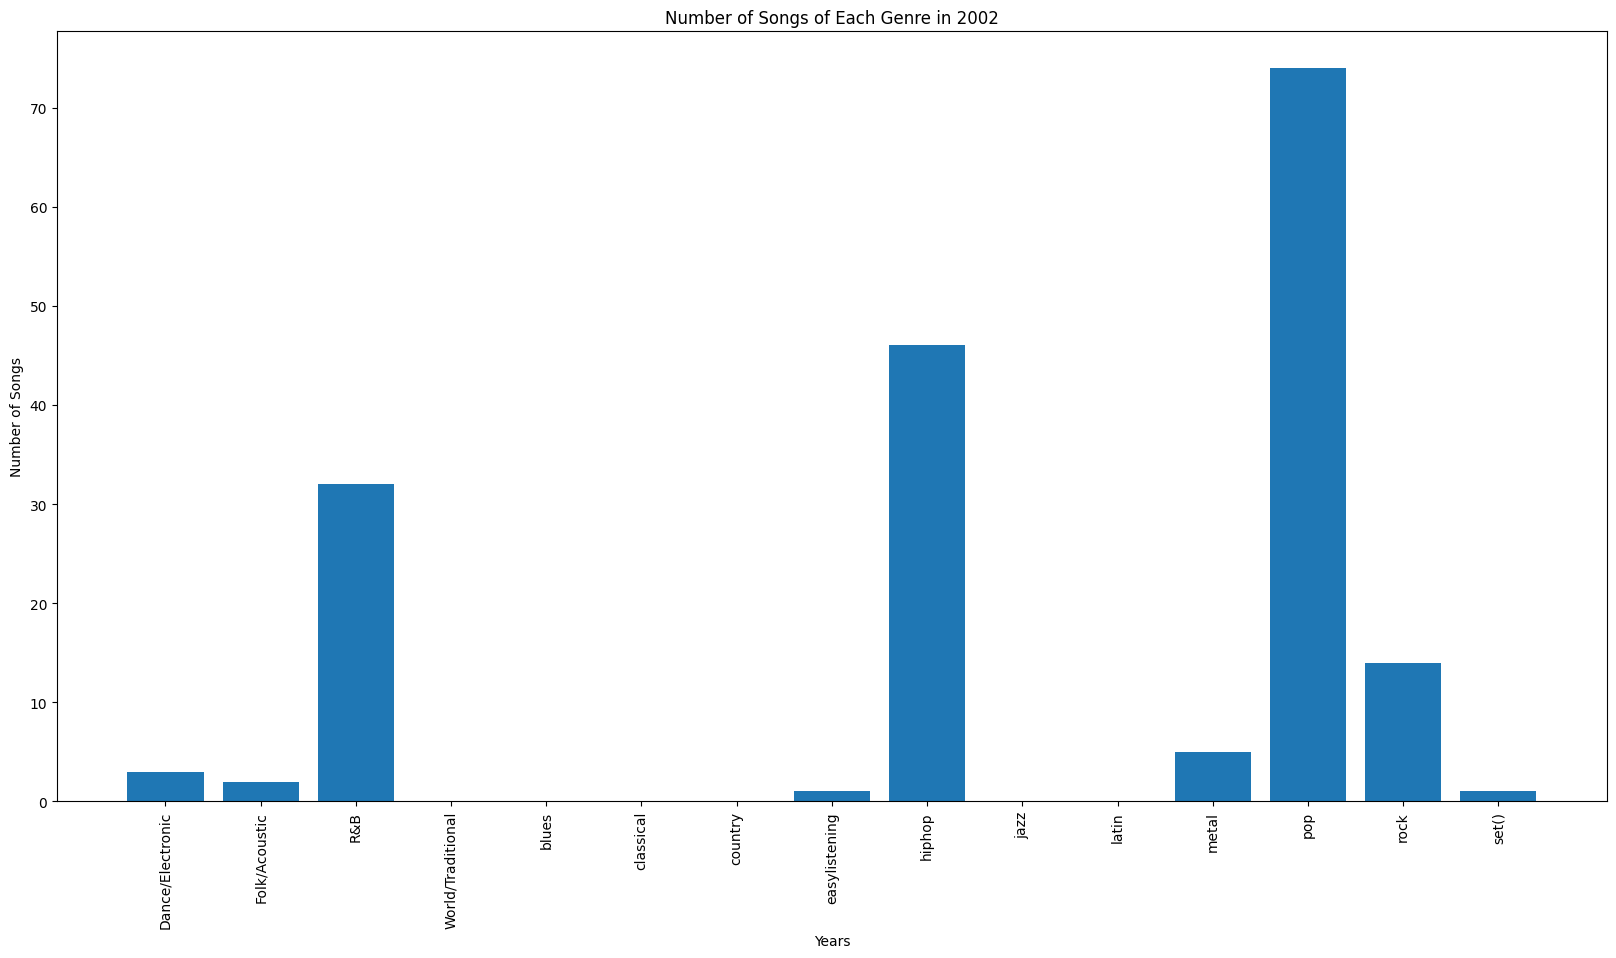 Number of Songs of Each Genre in 2002
Number of Songs
70
60
50
40
30
20
10
0
Dance/Electronic
Folk/Acoustic
R&B
World/Traditional
blues
classical
country
easylistening
hiphop
jazz
latin
metal
pop
rock
set()
Years